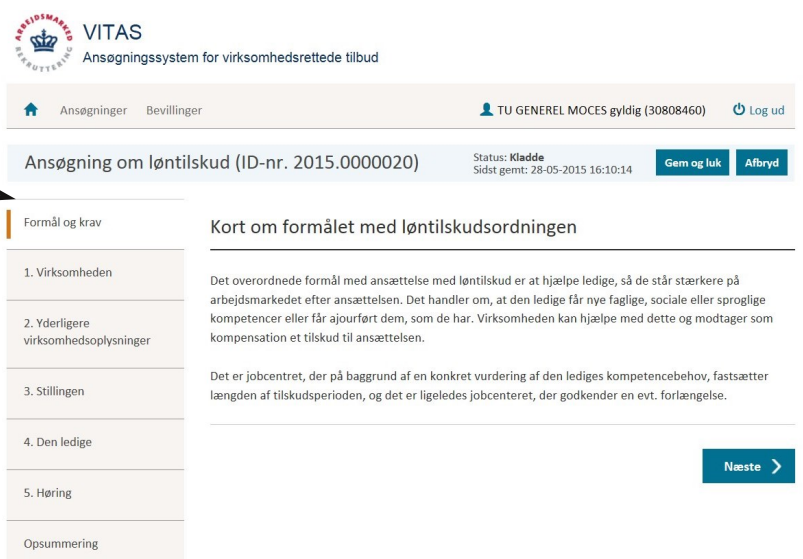 ARBEJDSMARKED
REKRUTTERING
VITAS
Ansøgningssystem for virksomhedsrettede tilbud
Ansøgninger Bevillinger TU GENEREL MOCES gyldig (30808460) Log ud
Ansøgning om løntilskud (ID-nr. 2015.0000020)
Status: Kladde
Sidst gemt: 28-05-2015 16:10:14
Gem og luk Afbryd
Formål og krav
1. Virksomheden
2. Yderligere
virksomhedsoplysninger
3. Stillingen
4. Den ledige
5. Høring
Opsummering
Kort om formålet med løntilskudsordningen
Det overordnede formål med ansættelse med løntilskud er at hjælpe ledige, så de står stærkere på
arbejdsmarkedet efter ansættelsen. Det handler om, at den ledige får nye faglige, sociale eller sproglige
kompetencer eller får ajourført dem, som de har. Virksomheden kan hjælpe med dette og modtager som
kompensation et tilskud til ansættelsen.
Det er jobcentret, der på baggrund af en konkret vurdering af den lediges kompetencebehov, fastsætter
længden af tilskudsperioden, og det er ligeledes jobcenteret, der godkender en evt. forlængelse.
Næste